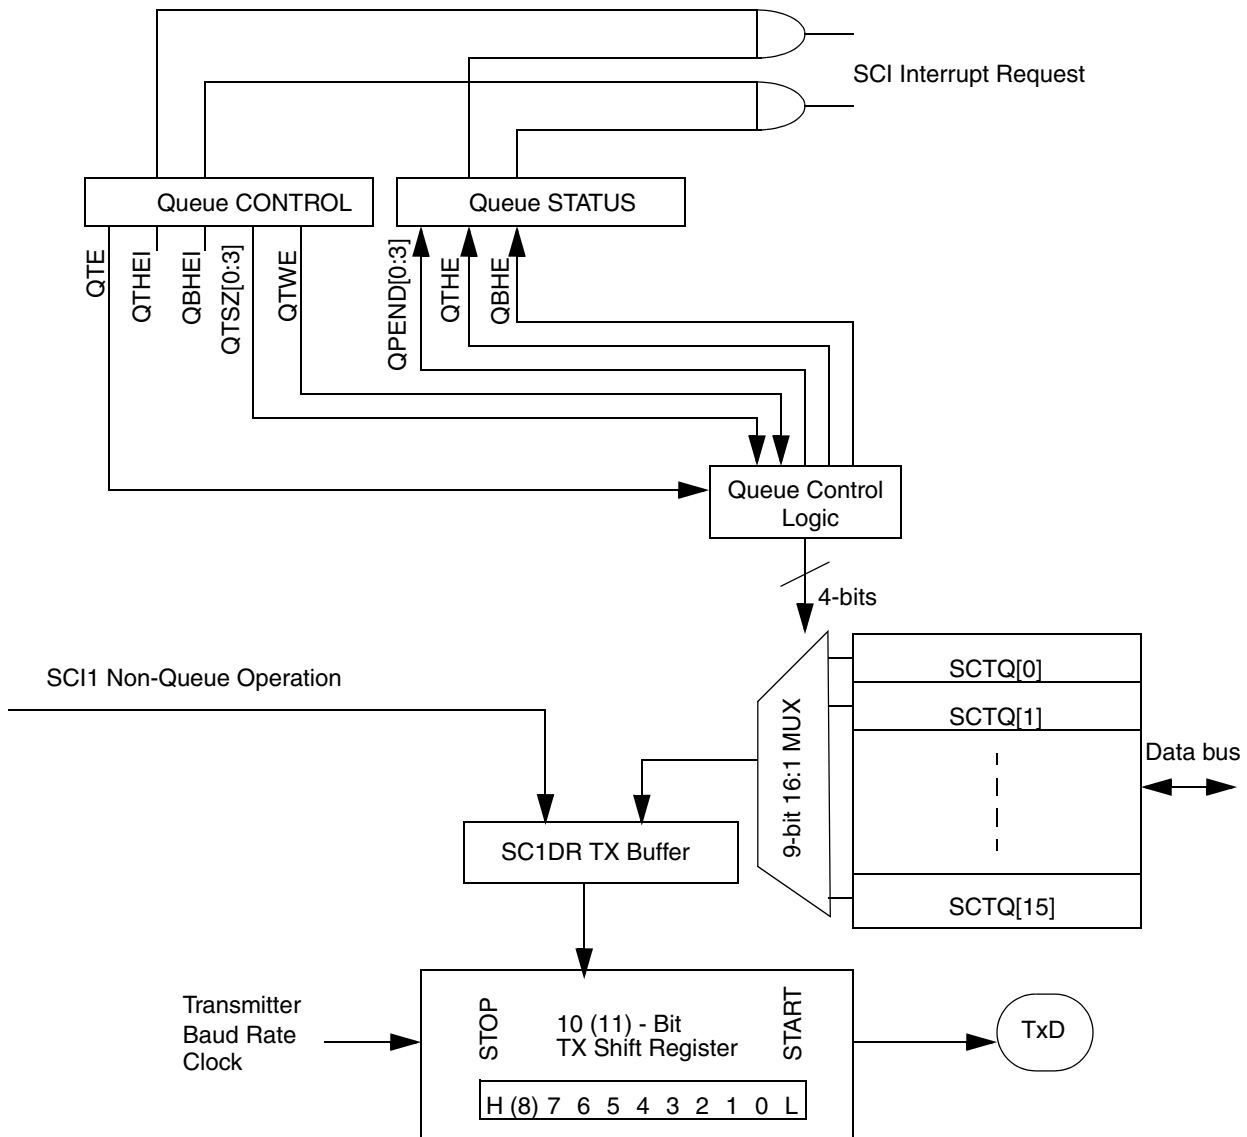 SCI Interrupt Request
Queue CONTROL
Queue STATUS
QTE
QTHEI
QBHEI
QTSZ[0:3]
QTWE
QPEND[0:3]
QTHE
QBHE
Queue Control
Logic
4-bits
SCI1 Non-Queue Operation
9-bit 16:1 MUX
SCTQ[0]
SCTQ[1]
SCTQ[15]
Data bus
SC1DR TX Buffer
Transmitter
Baud Rate
Clock
STOP
10 (11) - Bit
TX Shift Register
START
H (8) 7 6 5 4 3 2 1 0 L
TxD